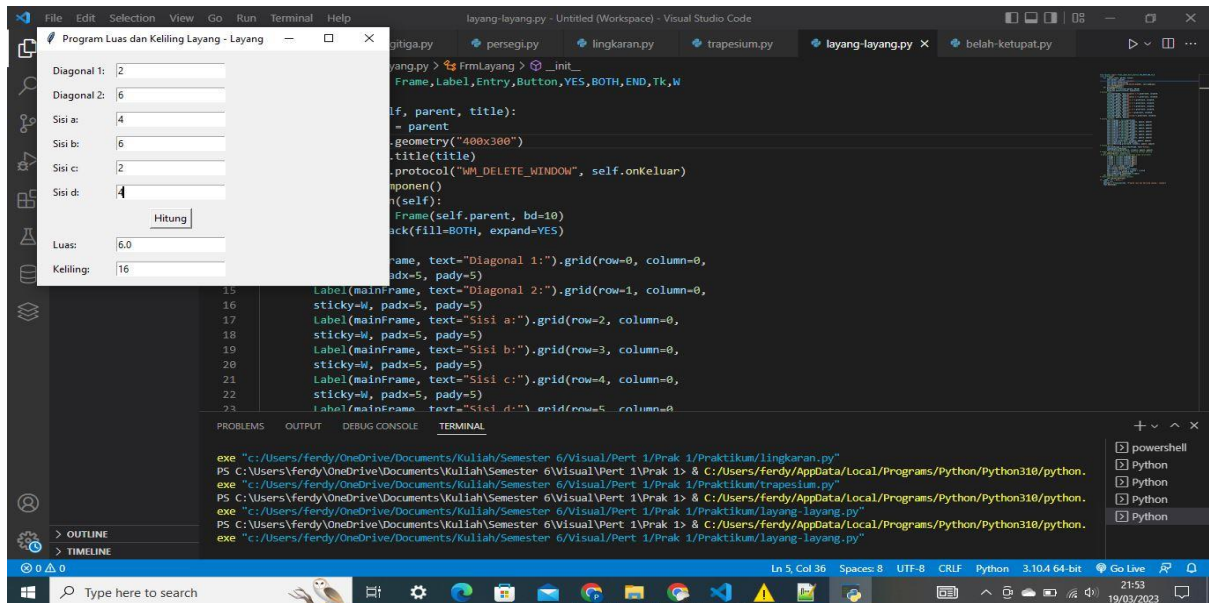 File Edit Selection View Go Run Terminal Help
layang-layang.py - Untitled (Workspace) - Visual Studio Code
Program Luas dan Keliling Layang - Layang
gitiga.py
persegi.py
lingkaran.py
trapesium.py
layang-layang.py
belah-ketupat.py
yang.py > FrmLayang > __init__
Diagonal 1: 2
Diagonal 2: 6
Sisi a: 4
Sisi b: 6
Sisi c: 2
Sisi d: 4
Hitung
Luas: 6.0
Keliling: 16
Frame,Label,Entry,Button,YES,BOTH,END,Tk,W
lf, parent, title):
= parent
.geometry("400x300")
.title(title)
.protocol("WM_DELETE_WINDOW", self.onKeluar)
mponen()
n(self):
Frame(self.parent, bd=10)
ack(fill=BOTH, expand=YES)
rame, text="Diagonal 1:").grid(row=0, column=0,
adx=5, pady=5)
15 Label(mainFrame, text="Diagonal 2:").grid(row=1, column=0,
16 sticky=W, padx=5, pady=5)
17 Label(mainFrame, text="Sisi a:").grid(row=2, column=0,
18 sticky=W, padx=5, pady=5)
19 Label(mainFrame, text="Sisi b:").grid(row=3, column=0,
20 sticky=W, padx=5, pady=5)
21 Label(mainFrame, text="Sisi c:").grid(row=4, column=0,
22 sticky=W, padx=5, pady=5)
23 Label(mainFrame, text="Sisi d:").grid(row=5, column=0
PROBLEMS OUTPUT DEBUG CONSOLE TERMINAL
exe "c:/Users/ferdy/OneDrive/Documents/Kuliah/Semester 6/Visual/Pert 1/Prak 1/Praktikum/lingkaran.py"
PS C:\Users\ferdy\OneDrive\Documents\Kuliah\Semester 6\Visual\Pert 1\Prak 1> & C:/Users/ferdy/AppData/Local/Programs/Python/Python310/python.
exe "c:/Users/ferdy/OneDrive/Documents/Kuliah/Semester 6/Visual/Pert 1/Prak 1/Praktikum/trapesium.py"
PS C:\Users\ferdy\OneDrive\Documents\Kuliah\Semester 6\Visual\Pert 1\Prak 1> & C:/Users/ferdy/AppData/Local/Programs/Python/Python310/python.
exe "c:/Users/ferdy/OneDrive/Documents/Kuliah/Semester 6/Visual/Pert 1/Prak 1/Praktikum/layang-layang.py"
PS C:\Users\ferdy\OneDrive\Documents\Kuliah\Semester 6\Visual\Pert 1\Prak 1> & C:/Users/ferdy/AppData/Local/Programs/Python/Python310/python.
exe "c:/Users/ferdy/OneDrive/Documents/Kuliah/Semester 6/Visual/Pert 1/Prak 1/Praktikum/layang-layang.py"
powershell
Python
Python
Python
Python
> OUTLINE
> TIMELINE
0 0 Ln 5, Col 36 Spaces: 8 UTF-8 CRLF Python 3.10.4 64-bit Go Live
Type here to search
21:53
19/03/2023